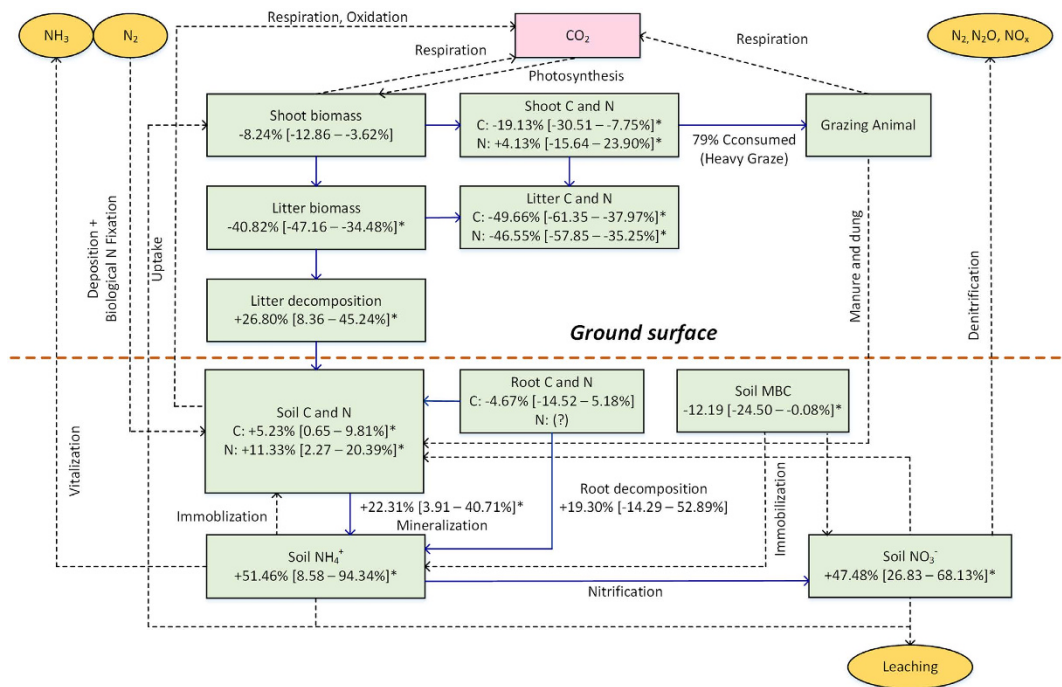 Respiration, Oxidation
NH₃
N₂
CO₂
N₂, N₂O, NOₓ
Respiration
Respiration
Photosynthesis
Shoot biomass
-8.24% [-12.86 – -3.62%]
Shoot C and N
C: -19.13% [-30.51 – -7.75%]*
N: +4.13% [-15.64 – 23.90%]*
79% Cconsumed
(Heavy Graze)
Grazing Animal
Litter biomass
-40.82% [-47.16 – -34.48%]*
Litter C and N
C: -49.66% [-61.35 – -37.97%]*
N: -46.55% [-57.85 – -35.25%]*
Deposition +
Biological N Fixation
Uptake
Litter decomposition
+26.80% [8.36 – 45.24%]*
Manure and dung
Denitrification
Ground surface
Soil C and N
C: +5.23% [0.65 – 9.81%]*
N: +11.33% [2.27 – 20.39%]*
Root C and N
C: -4.67% [-14.52 – 5.18%]
N: (?)
Soil MBC
-12.19 [-24.50 – -0.08%]*
Vitalization
Immoblization
+22.31% [3.91 – 40.71%]*
Mineralization
Root decomposition
+19.30% [-14.29 – 52.89%]
Immobilization
Soil NH₄⁺
+51.46% [8.58 – 94.34%]*
Nitrification
Soil NO₃⁻
+47.48% [26.83 – 68.13%]*
Leaching